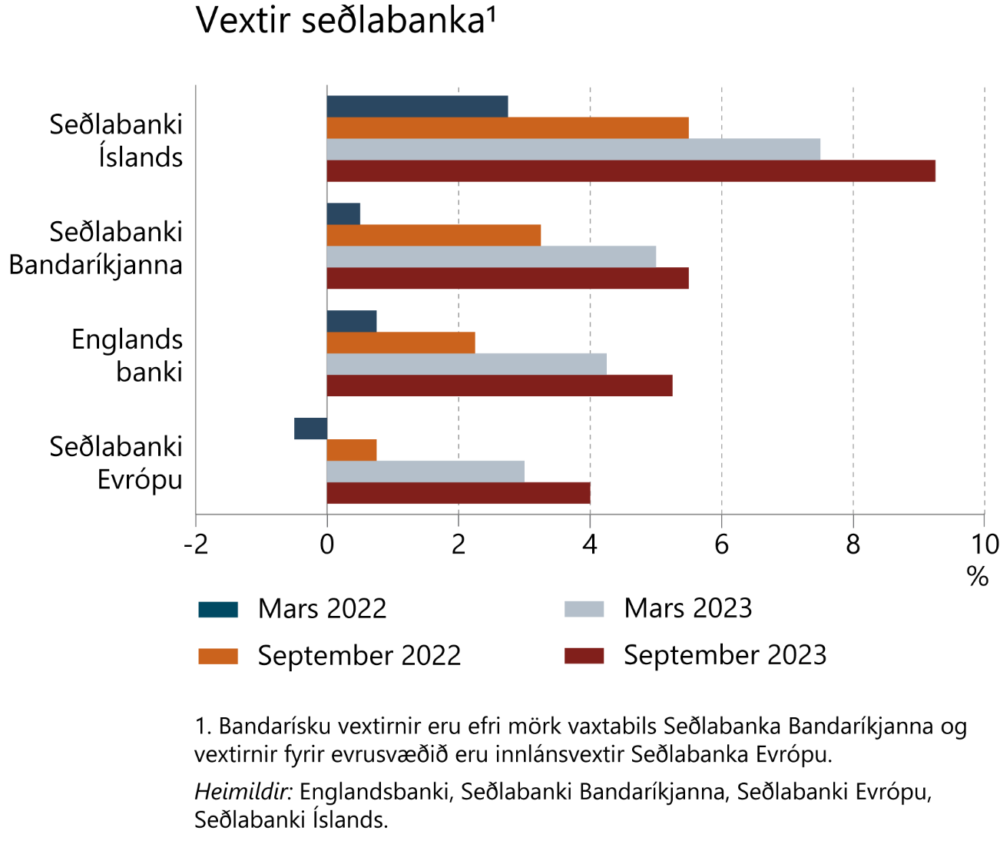 Vextir seðlabanka¹
Seðlabanki
Íslands
Seðlabanki
Bandaríkjanna
Englands
banki
Seðlabanki
Evrópu
-2 0 2 4 6 8 10
%
Mars 2022
Mars 2023
September 2022
September 2023
1. Bandarísku vextirnir eru efri mörk vaxtabils Seðlabanka Bandaríkjanna og
vextirnir fyrir evrusvæðið eru innlánsvextir Seðlabanka Evrópu.
Heimildir: Englandsbanki, Seðlabanki Bandaríkjanna, Seðlabanki Evrópu,
Seðlabanki Íslands.